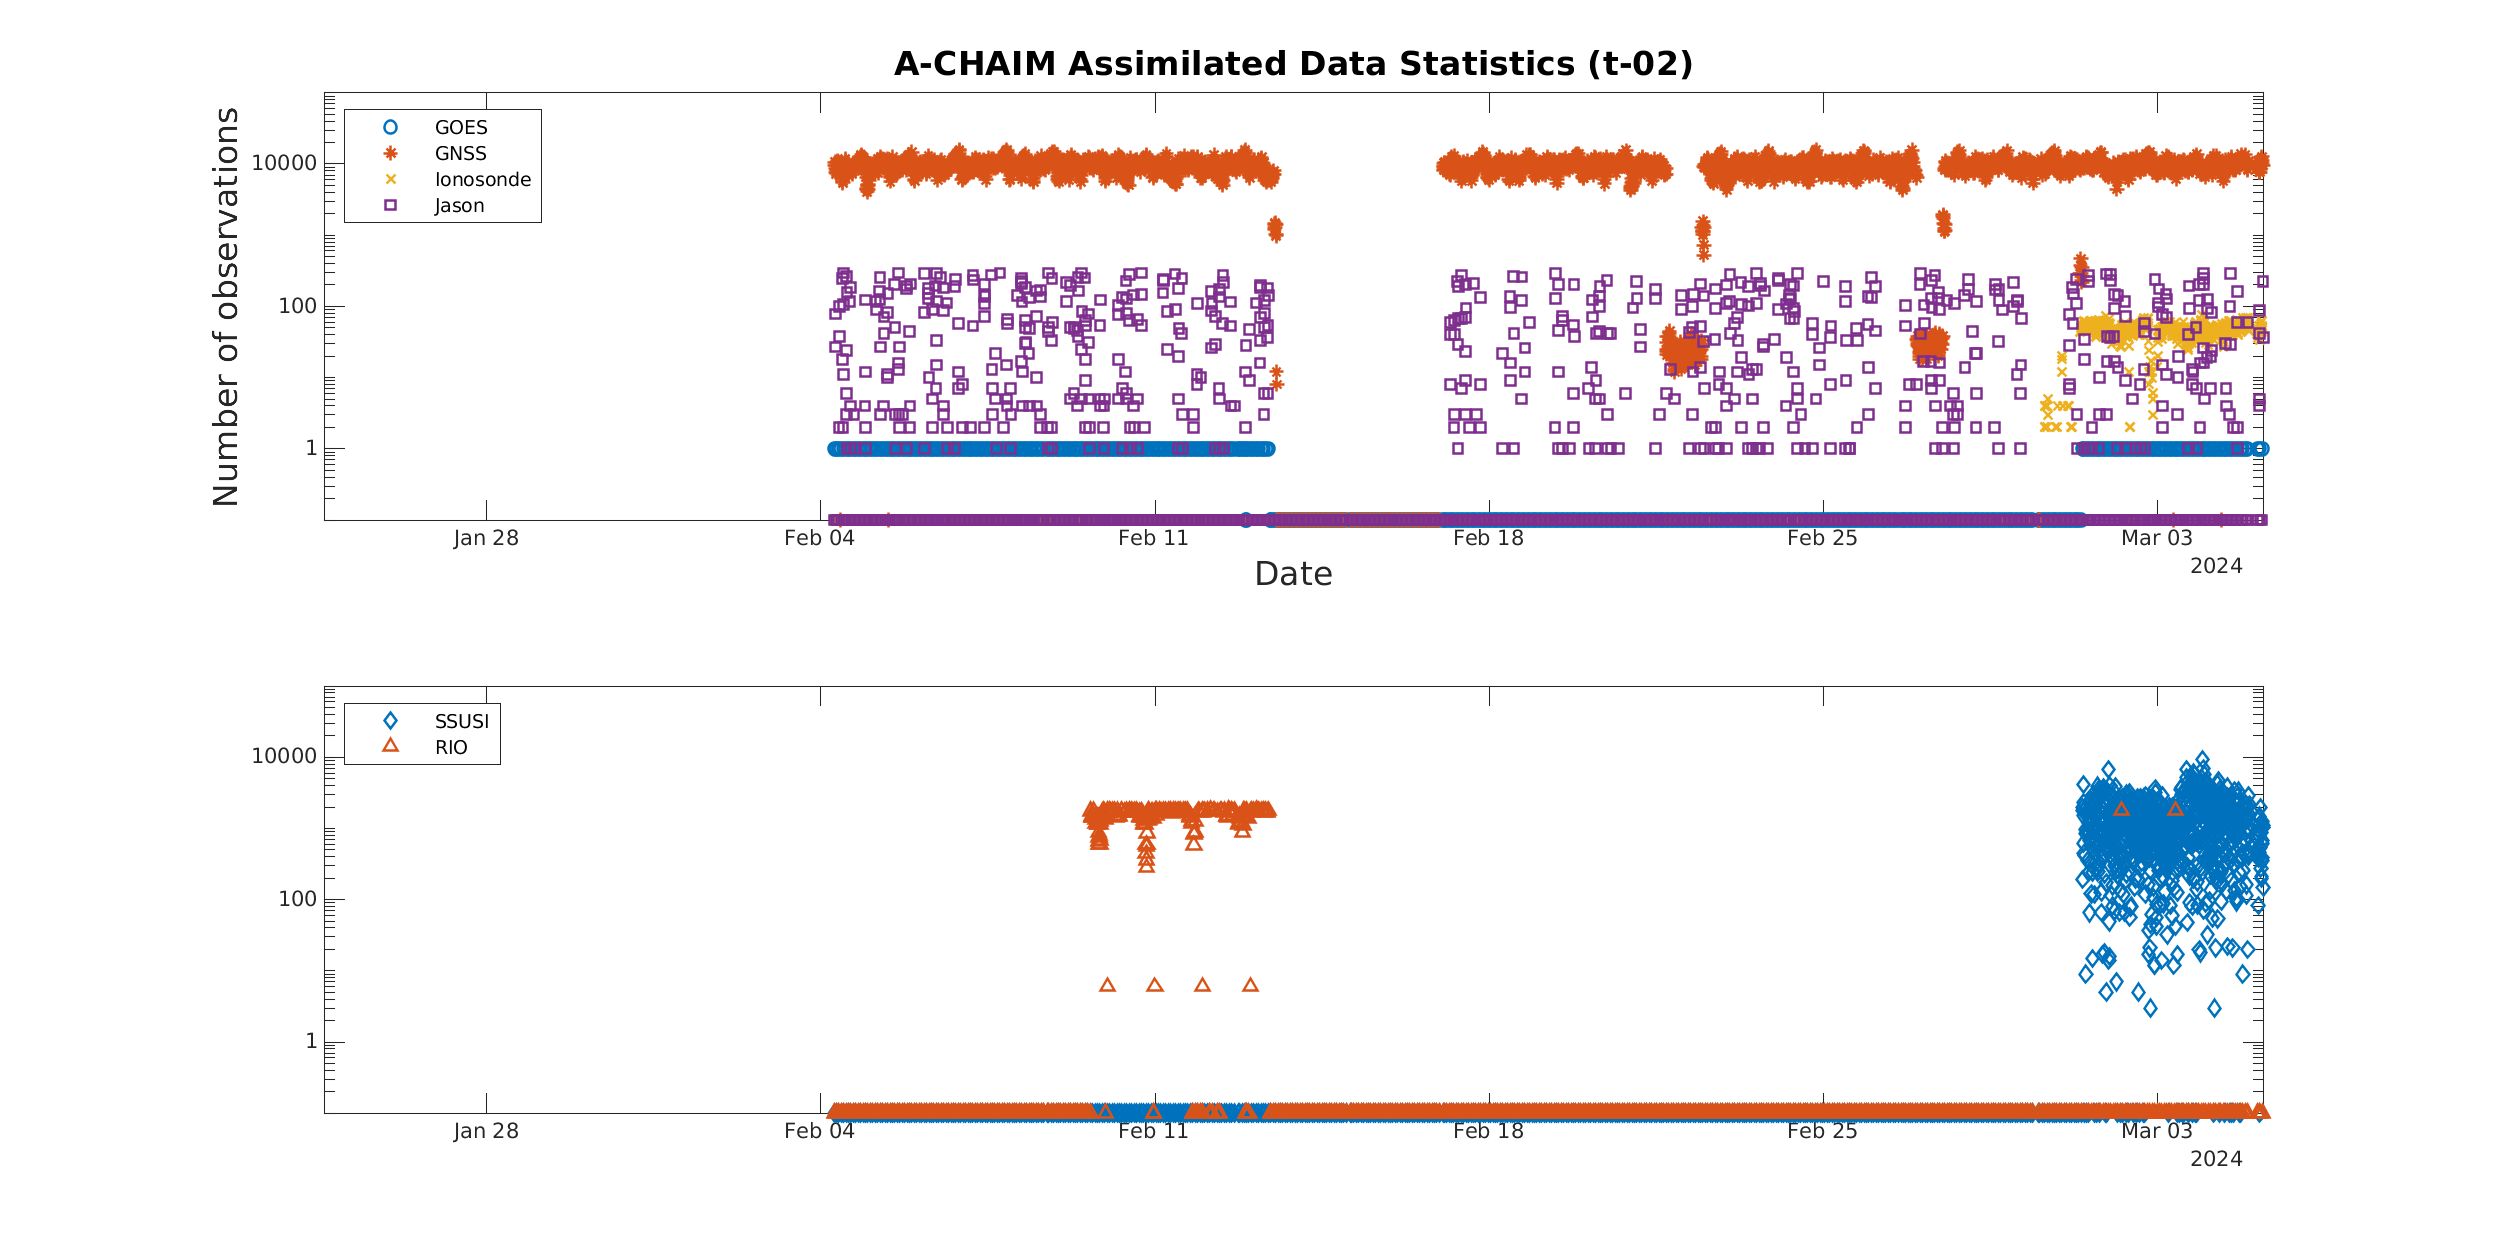 A-CHAIM Assimilated Data Statistics (t-02)
Number of observations
GOES
GNSS
Ionosonde
Jason
10000
100
1
Jan 28
Feb 04
Feb 11
Feb 18
Feb 25
Mar 03
2024
Date
SSUSI
RIO
10000
100
1
Jan 28
Feb 04
Feb 11
Feb 18
Feb 25
Mar 03
2024